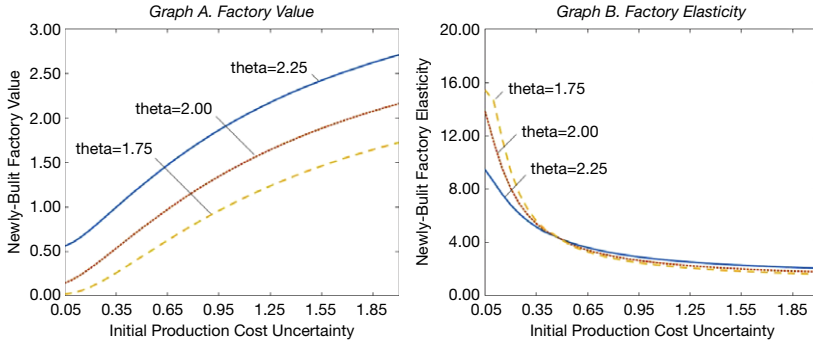 Graph A. Factory Value
Newly-Bulit Factory Value
3.00
2.50
2.00
1.50
1.00
0.50
0.00
theta=2.25
theta=2.00
theta=1.75
0.05 0.35 0.65 0.95 1.25 1.55 1.85
Initial Production Cost Uncertainty
Graph B. Factory Elasticity
Newly-Bulit Factory Elasticity
20.00
16.00
12.00
8.00
4.00
0.00
theta=1.75
theta=2.00
theta=2.25
0.05 0.35 0.65 0.95 1.25 1.55 1.85
Initial Production Cost Uncertainty